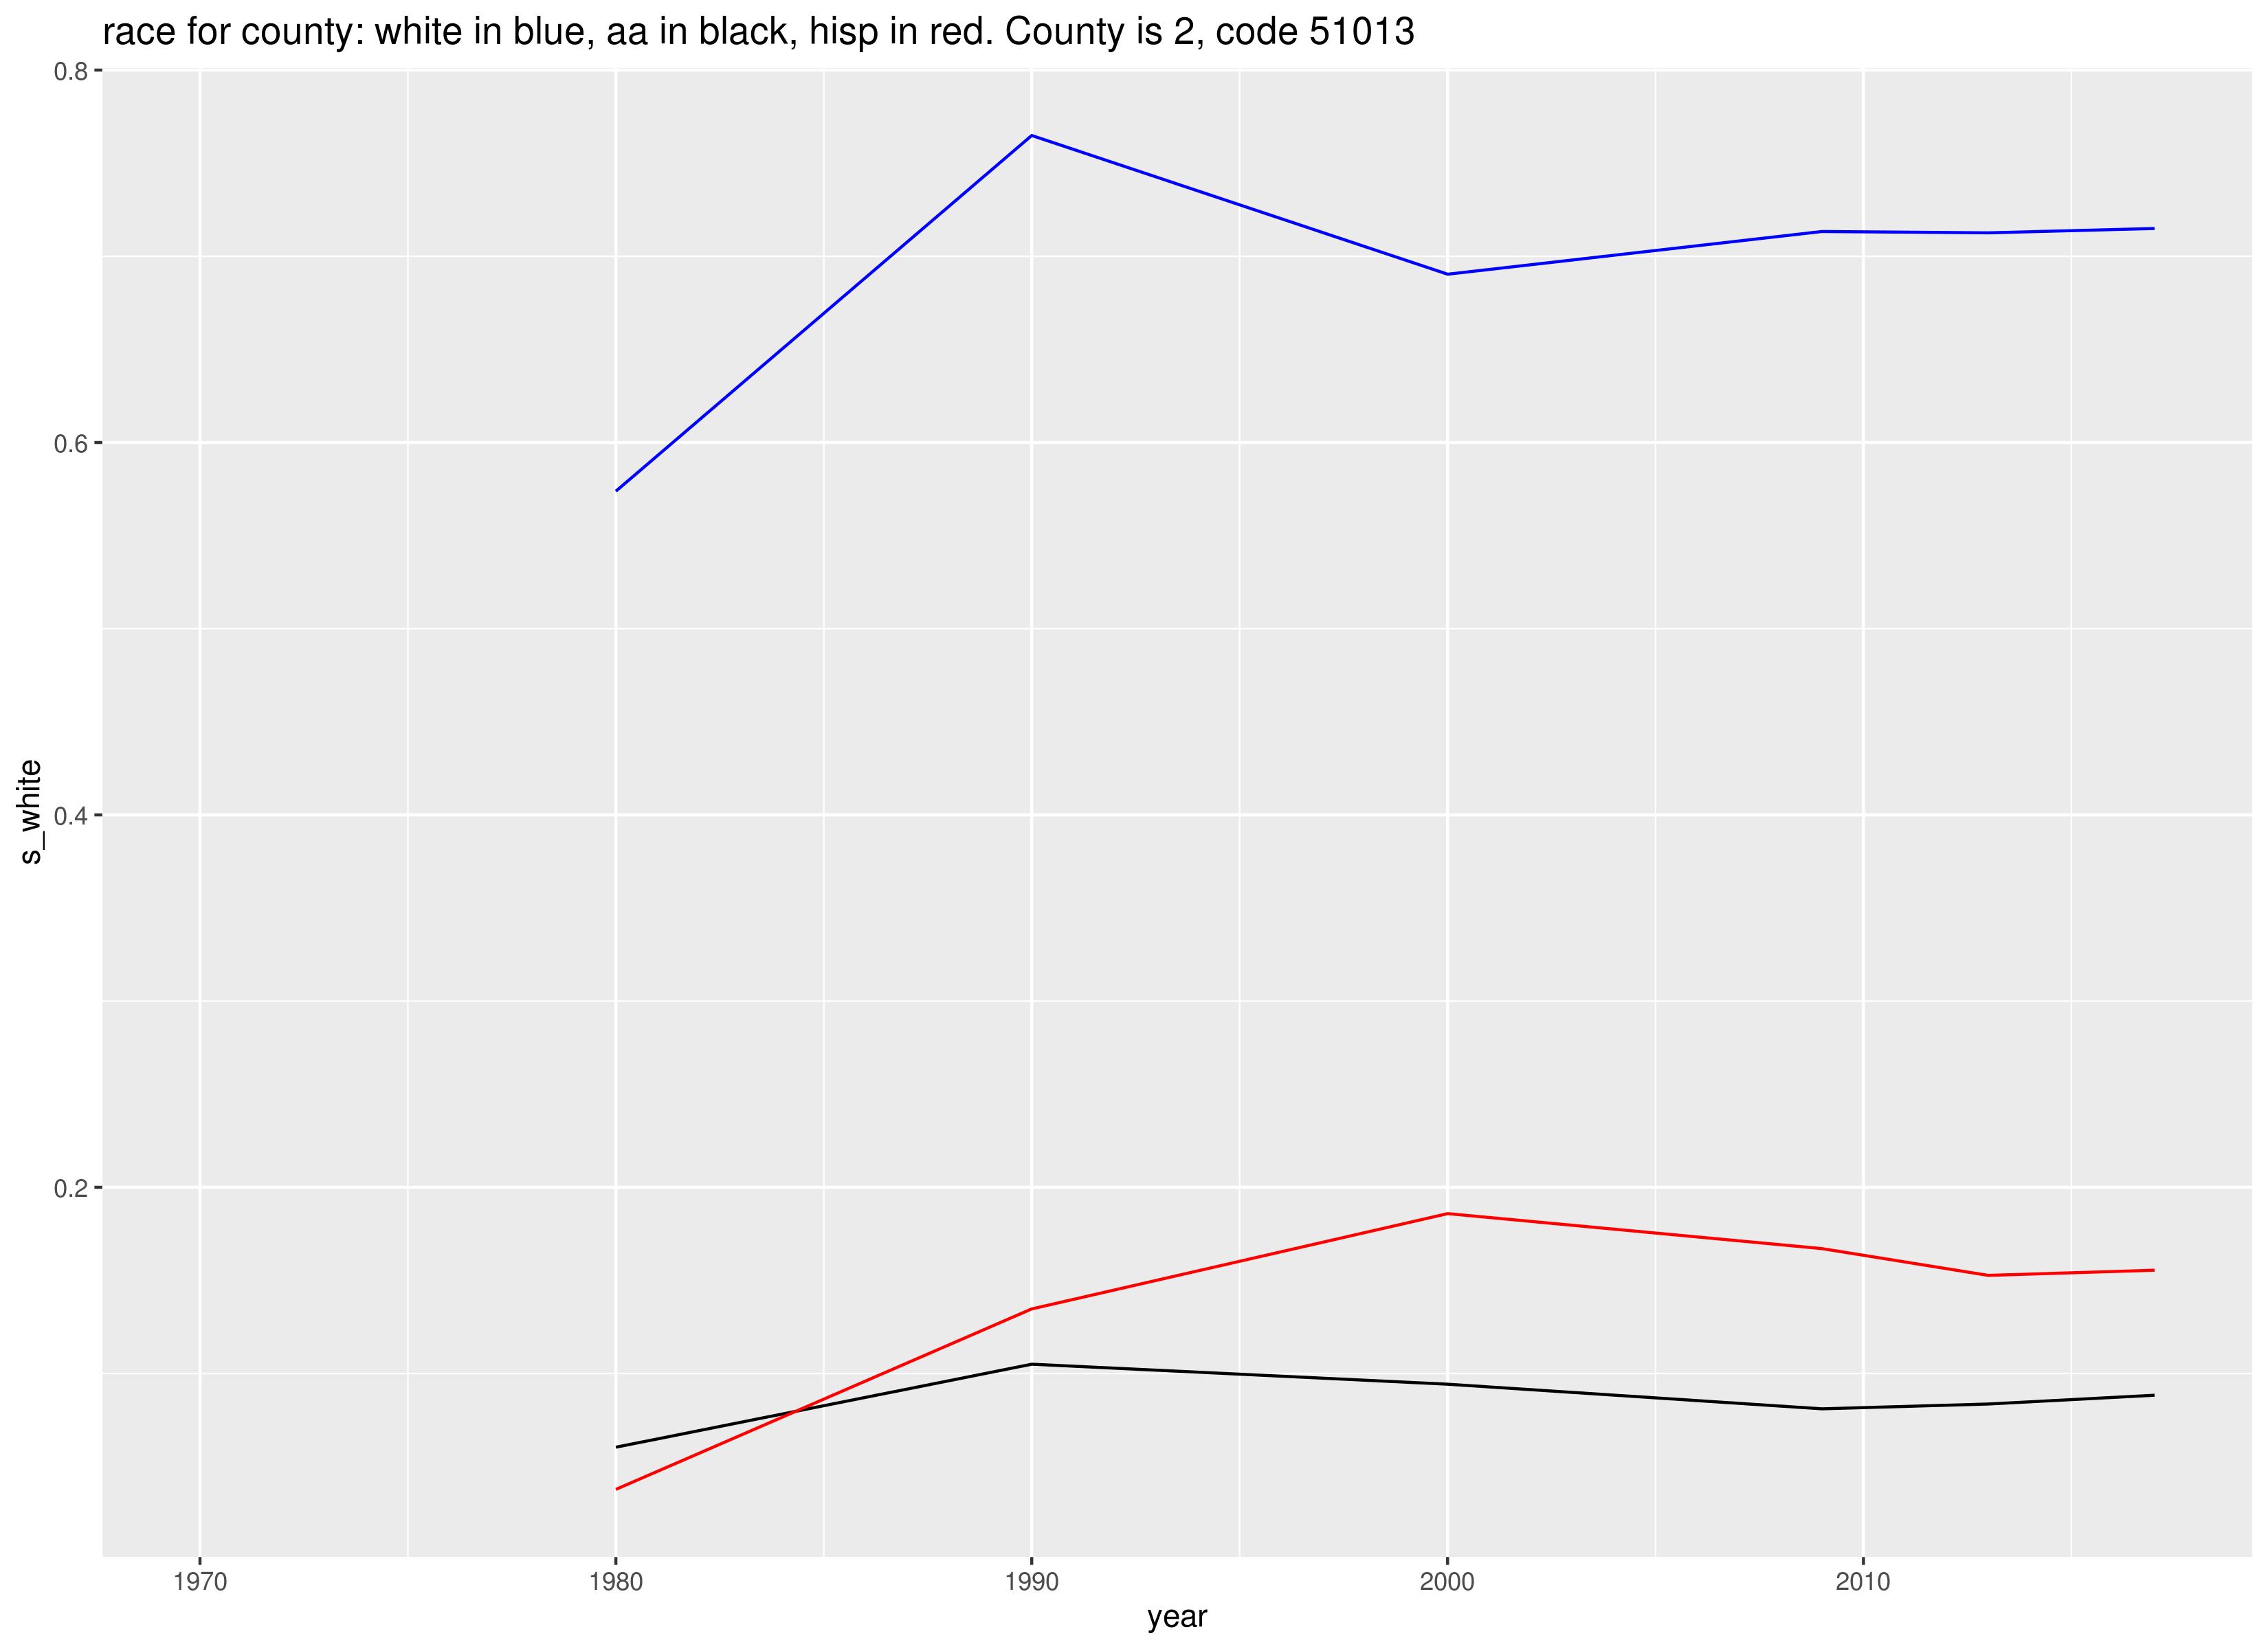 race for county: white in blue, aa in black, hisp in red. County is 2, code 51013
0.8
0.6
0.4
0.2
s_white
1970 1980 1990 2000 2010
year